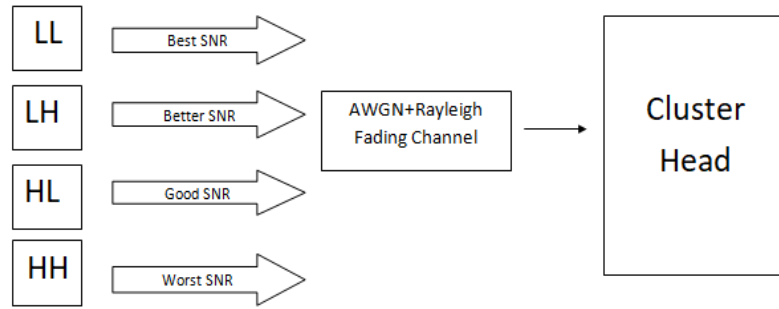 LL
Best SNR
LH
Better SNR
HL
Good SNR
HH
Worst SNR
AWGN+Rayleigh
Fading Channel
Cluster
Head